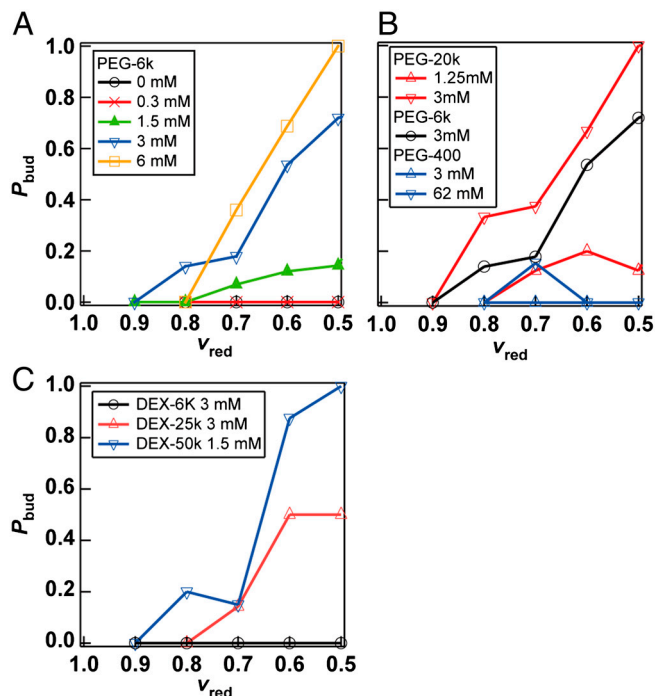 A
PEG-6k
0 mM
0.3 mM
1.5 mM
3 mM
6 mM
1.0
0.8
0.6
0.4
0.2
0.0
Pbud
1.0 0.9 0.8 0.7 0.6 0.5
vred
B
PEG-20k
1.25mM
3mM
PEG-6k
3mM
PEG-400
3 mM
62 mM
1.0 0.9 0.8 0.7 0.6 0.5
vred
C
DEX-6K 3 mM
DEX-25k 3 mM
DEX-50k 1.5 mM
1.0
0.8
0.6
0.4
0.2
0.0
Pbud
1.0 0.9 0.8 0.7 0.6 0.5
vred